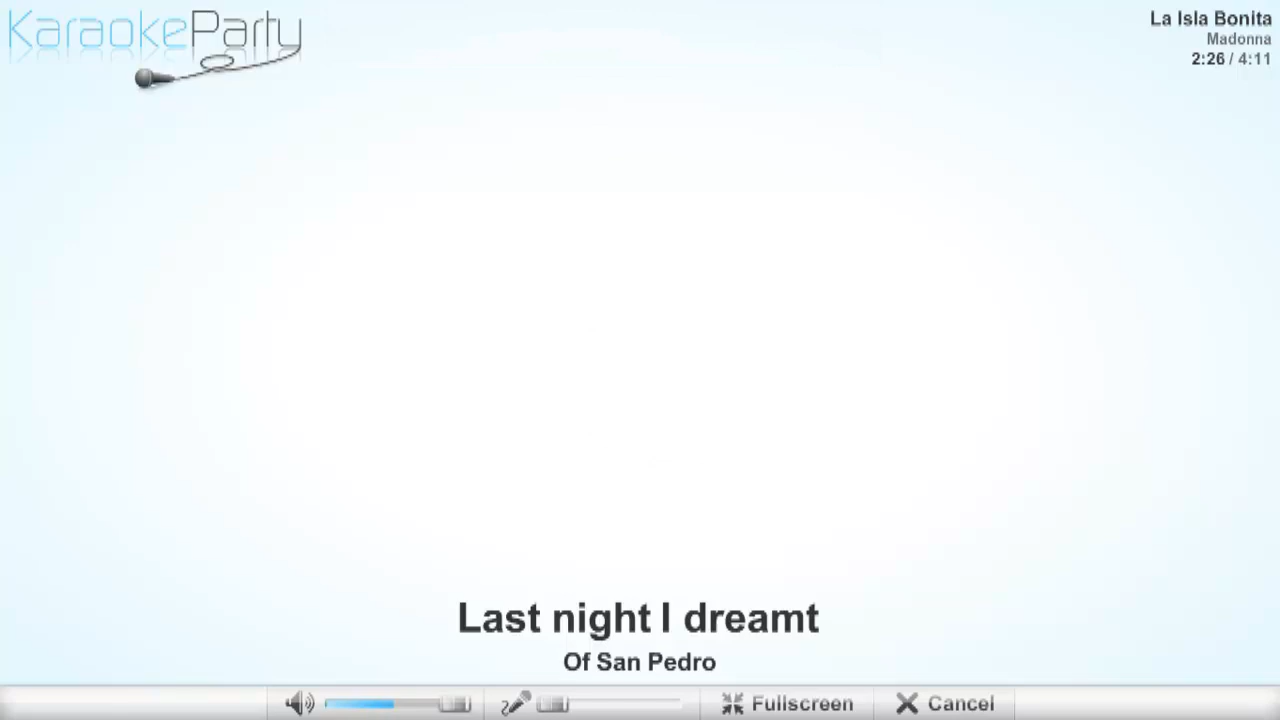 KaraokeParty
La Isla Bonita
Madonna
2:26 / 4:11
Last night I dreamt
Of San Pedro
Fullscreen
Cancel